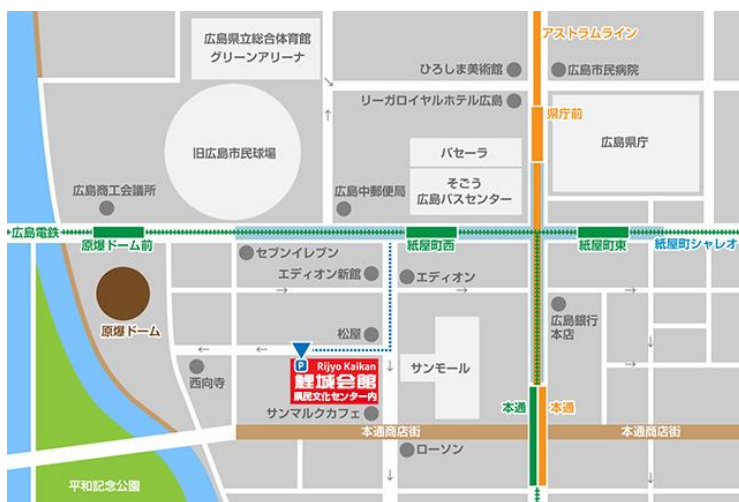 広島県立総合体育館
グリーンアリーナ
アストラムライン
ひろしま美術館
広島市民病院
リーガロイヤルホテル広島
県庁前
旧広島市民球場
パセーラ
広島県庁
そごう
広島バスセンター
広島商工会議所
広島中郵便局
広島電鉄
原爆ドーム前
紙屋町西
紙屋町東
紙屋町シャレオ
セブンイレブン
エディオン新館
エディオン
原爆ドーム
広島銀行
本店
松屋
P Rijyo Kaikan
鯉城会館
県民文化センター内
西向寺
サンモール
サンマルクカフェ
本通
本通
本通商店街
本通商店街
ローソン
平和記念公園